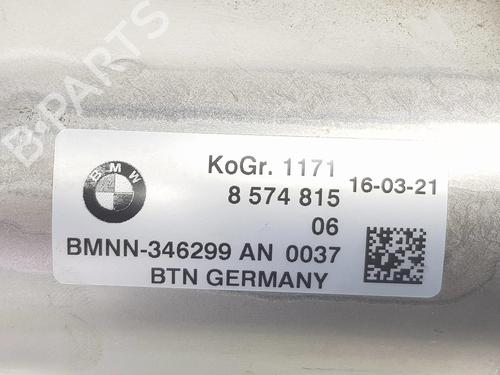 B-PARTS
BMW
KoGr. 1171
8 574 815
16-03-21
06
BMNN-346299 AN 0037
BTN GERMANY